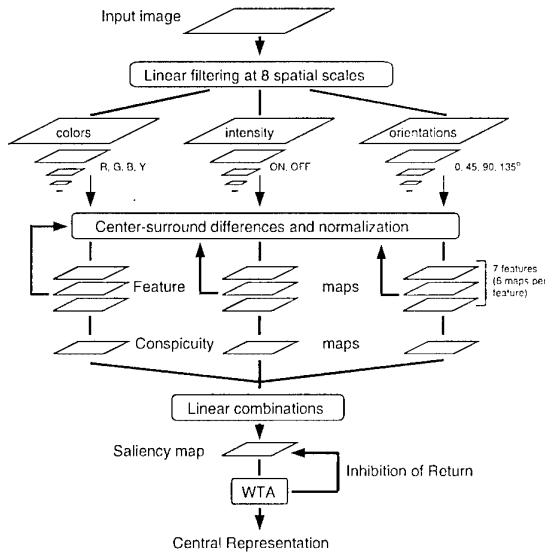 Input image
Linear filtering at 8 spatial scales
colors
intensity
orientations
R, G, B, Y
ON, OFF
0, 45, 90, 135°
Center-surround differences and normalization
Feature
maps
7 features
(6 maps per
feature)
Conspicuity
maps
Linear combinations
Saliency map
Inhibition of Return
WTA
Central Representation